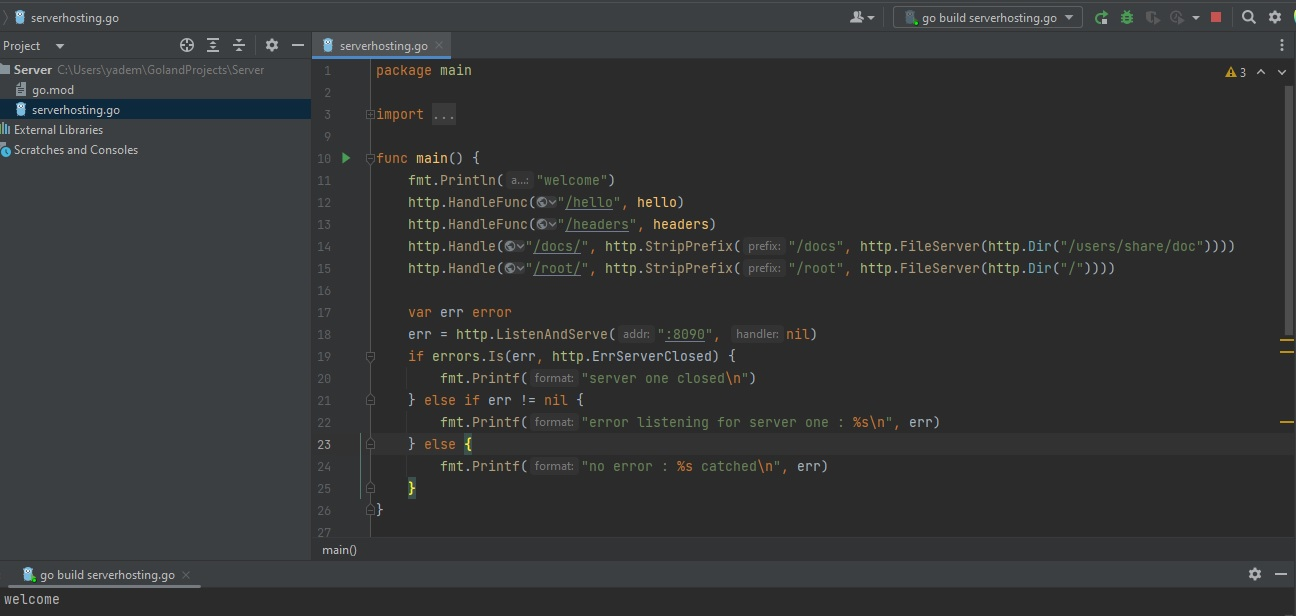 serverhosting.go
go build serverhosting.go
Project
serverhosting.go
Server C:\Users\yadem\GolandProjects\Server
go.mod
serverhosting.go
External Libraries
Scratches and Consoles
3
1 package main
2
3 import ...
9
10 func main() {
11 fmt.Println( a...: "welcome")
12 http.HandleFunc("/hello", hello)
13 http.HandleFunc("/headers", headers)
14 http.Handle("/docs/", http.StripPrefix( prefix: "/docs", http.FileServer(http.Dir("/users/share/doc"))))
15 http.Handle("/root/", http.StripPrefix( prefix: "/root", http.FileServer(http.Dir("/"))))
16
17 var err error
18 err = http.ListenAndServe( addr: ":8090", handler: nil)
19 if errors.Is(err, http.ErrServerClosed) {
20 fmt.Printf( format: "server one closed\n")
21 } else if err != nil {
22 fmt.Printf( format: "error listening for server one : %s\n", err)
23 } else {
24 fmt.Printf( format: "no error : %s catched\n", err)
25 }
26 }
27
main()
go build serverhosting.go
welcome